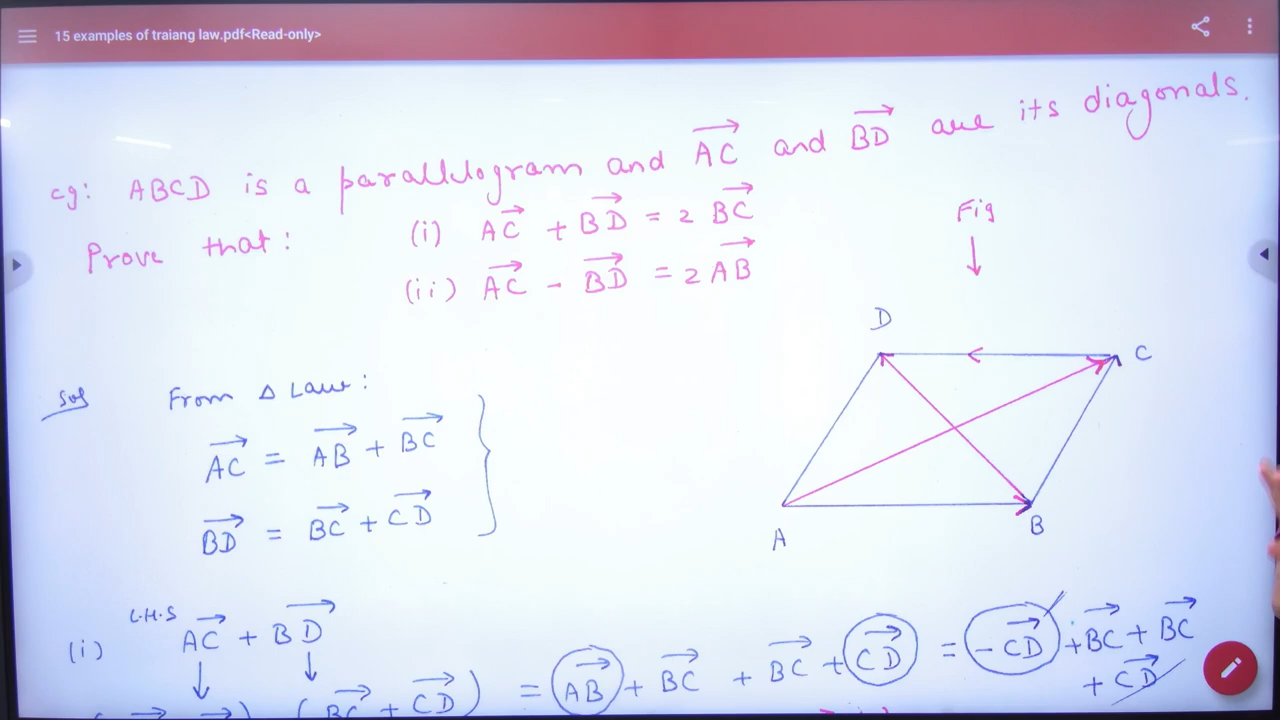 15 examples of traiang law.pdf<Read-only>
eg: ABCD is a parallelogram and AC⃗ and BD⃗ are its diagonals.
Prove that: (i) AC⃗ + BD⃗ = 2 BC⃗
(ii) AC⃗ - BD⃗ = 2 AB⃗
Fig
Sol From Δ Law:
AC⃗ = AB⃗ + BC⃗
BD⃗ = BC⃗ + CD⃗
D
C
A
B
L.H.S
(i) AC⃗ + BD⃗
(BC⃗ + CD⃗) = AB⃗ + BC⃗ + BC⃗ + CD⃗ = -CD⃗ + BC⃗ + BC⃗
+ CD⃗